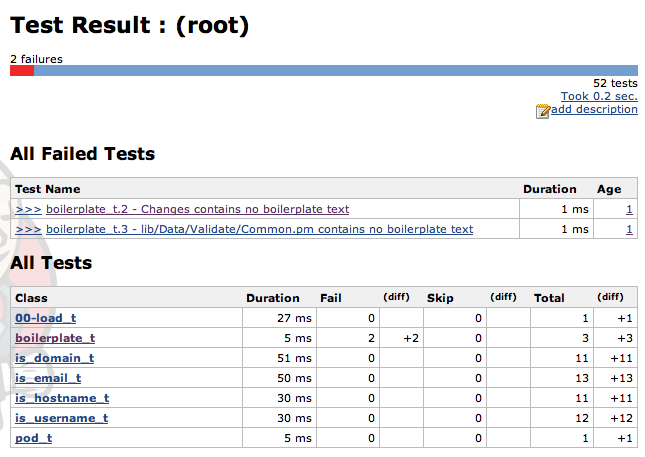 Test Result : (root)
2 failures
52 tests
Took 0.2 sec.
add description
All Failed Tests
Test Name Duration Age
>>> boilerplate_t.2 - Changes contains no boilerplate text 1 ms 1
>>> boilerplate_t.3 - lib/Data/Validate/Common.pm contains no boilerplate text 1 ms 1
All Tests
Class Duration Fail (diff) Skip (diff) Total (diff)
00-load_t 27 ms 0 0 1 +1
boilerplate_t 5 ms 2 +2 0 3 +3
is_domain_t 51 ms 0 0 11 +11
is_email_t 50 ms 0 0 13 +13
is_hostname_t 30 ms 0 0 11 +11
is_username_t 30 ms 0 0 12 +12
pod_t 5 ms 0 0 1 +1